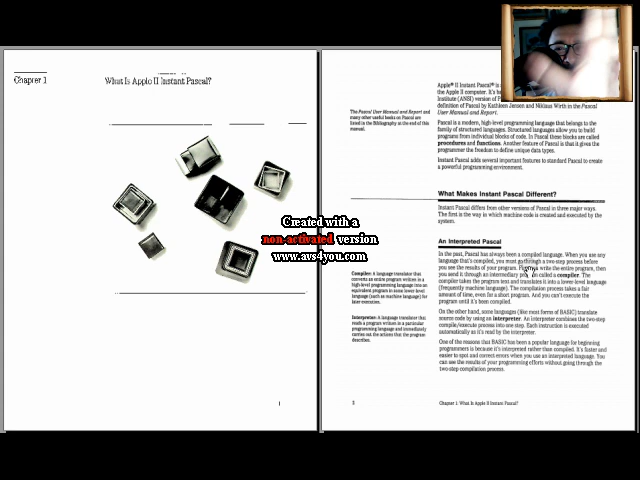 Chapter 1
What Is Apple II Instant Pascal?
Created with a
non-activated version
www.avs4you.com
1
The Pascal User Manual and Report and
many other useful books on Pascal are
listed in the Bibliography at the end of this
manual.
Apple® II Instant Pascal® is
the Apple II computer. It's
Institute (ANSI) version of P
definition of Pascal by Kathleen Jensen and Niklaus Wirth in the Pascal
User Manual and Report.
Pascal is a modern, high-level programming language that belongs to the
family of structured languages. Structured languages allow you to build
programs from individual blocks of code. In Pascal these blocks are called
procedures and functions. Another feature of Pascal is that it gives the
programmer the freedom to define unique data types.
Instant Pascal adds several important features to standard Pascal to create
a powerful programming environment.
What Makes Instant Pascal Different?
Instant Pascal differs from other versions of Pascal in three major ways.
The first is the way in which machine code is created and executed by the
system.
An Interpreted Pascal
In the past, Pascal has always been a compiled language. When you use any
language that's compiled, you must go through a two-step process before
you see the results of your program. First you write the entire program, then
you send it through an intermediary program called a compiler. The
compiler takes the program text and translates it into a lower-level language
(frequently machine language). The compilation process takes a fair
amount of time, even for a short program. And you can't execute the
program until it's been compiled.
Compiler: A language translator that
converts an entire program written in a
high-level programming language into an
equivalent program in some lower-level
language (such as machine language) for
later execution.
On the other hand, some languages (like most forms of BASIC) translate
source code by using an interpreter. An interpreter combines the two-step
compile/execute process into one step. Each instruction is executed
automatically as it's read by the interpreter.
Interpreter: A language translator that
reads a program written in a particular
programming language and immediately
carries out the actions that the program
describes.
One of the reasons that BASIC has been a popular language for beginning
programmers is because it's interpreted rather than compiled. It's faster and
easier to spot and correct errors when you use an interpreted language. You
can see the results of your programming efforts without going through the
two-step compilation process.
2
Chapter 1: What Is Apple II Instant Pascal?